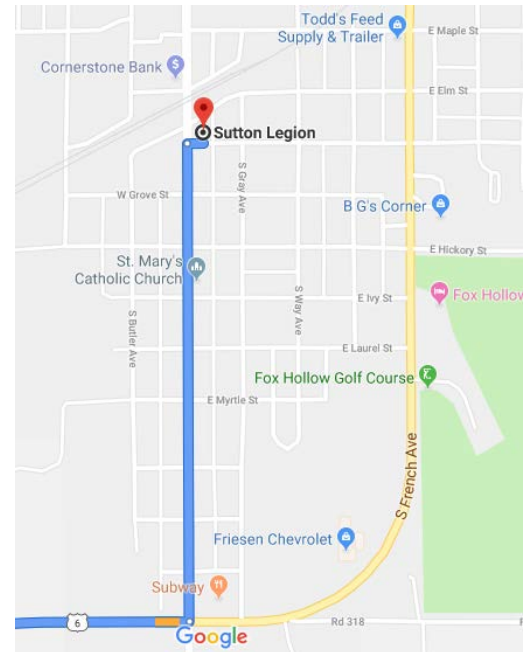 Todd's Feed
Supply & Trailer
E Maple St
Cornerstone Bank
$
E Elm St
Sutton Legion
S Gray Ave
W Grove St
B G's Corner
E Hickory St
St. Mary's
Catholic Church
S Way Ave
E Ivy St
Fox Hollow
S Butler Ave
E Laurel St
Fox Hollow Golf Course
E Myrtle St
S French Ave
Friesen Chevrolet
Subway
6
Rd 318
Google